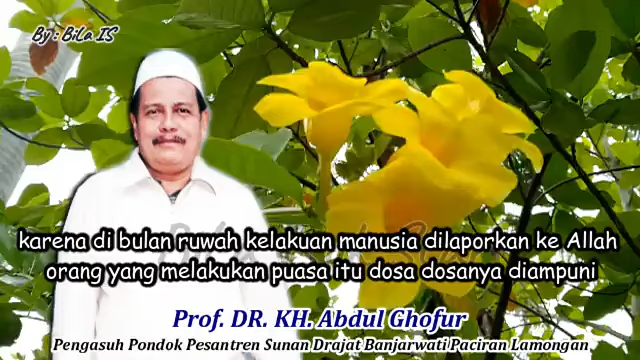 By : BiLa IS
karena di bulan ruwah kelakuan manusia dilaporkan ke Allah
orang yang melakukan puasa itu dosa dosanya diampuni
Prof. DR. KH. Abdul Ghofur
Pengasuh Pondok Pesantren Sunan Drajat Banjarwati Paciran Lamongan